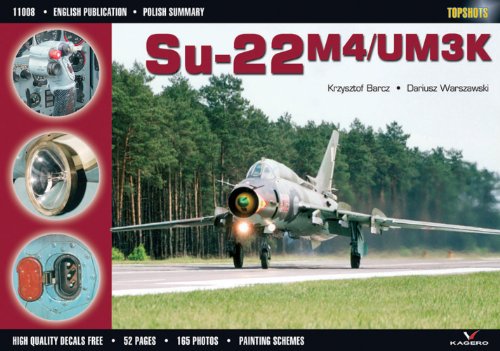 11008 • ENGLISH PUBLICATION • POLISH SUMMARY
TOPSHOTS
Su-22M4/UM3K
Krzysztof Barcz • Dariusz Warszawski
HIGH QUALITY DECALS FREE • 52 PAGES • 165 PHOTOS • PAINTING SCHEMES
KAGERO